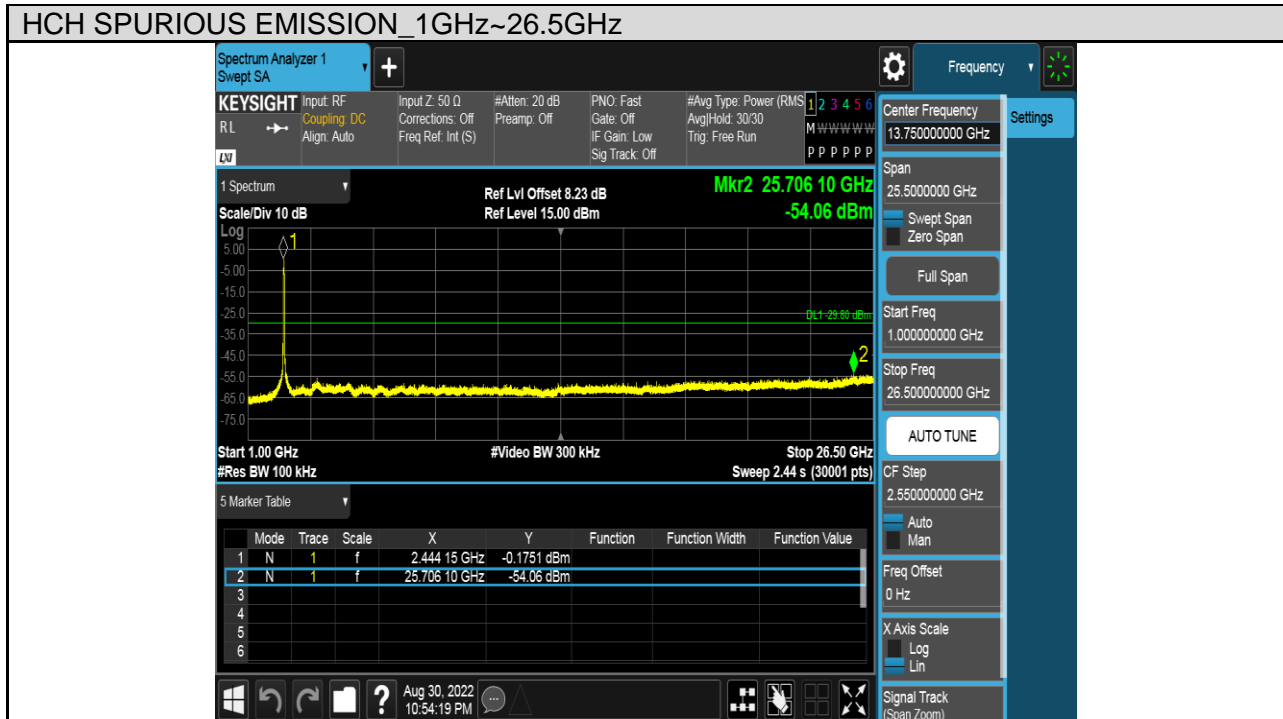 HCH SPURIOUS EMISSION_1GHz~26.5GHz
Spectrum Analyzer 1
Swept SA
+
Frequency
KEYSIGHT
RL
LXI
Input: RF
Coupling: DC
Align: Auto
Input Z: 50 Ω
Corrections: Off
Freq Ref: Int (S)
#Atten: 20 dB
Preamp: Off
PNO: Fast
Gate: Off
IF Gain: Low
Sig Track: Off
#Avg Type: Power (RMS
Avg|Hold: 30/30
Trig: Free Run
1 2 3 4 5 6
M W W W W W
P P P P P P
1 Spectrum
Scale/Div 10 dB
Ref Lvl Offset 8.23 dB
Ref Level 15.00 dBm
Mkr2 25.706 10 GHz
-54.06 dBm
Log
5.00
-5.00
-15.0
-25.0
-35.0
-45.0
-55.0
-65.0
-75.0
1
DL1 -29.80 dBm
2
Start 1.00 GHz
#Video BW 300 kHz
Stop 26.50 GHz
#Res BW 100 kHz
Sweep 2.44 s (30001 pts)
5 Marker Table
Mode Trace Scale X Y Function Function Width Function Value
1 N 1 f 2.444 15 GHz -0.1751 dBm
2 N 1 f 25.706 10 GHz -54.06 dBm
3
4
5
6
?
Aug 30, 2022
10:54:19 PM
Center Frequency
13.750000000 GHz
Settings
Span
25.5000000 GHz
Swept Span
Zero Span
Full Span
Start Freq
1.000000000 GHz
Stop Freq
26.500000000 GHz
AUTO TUNE
CF Step
2.550000000 GHz
Auto
Man
Freq Offset
0 Hz
X Axis Scale
Log
Lin
Signal Track
(Span Zoom)